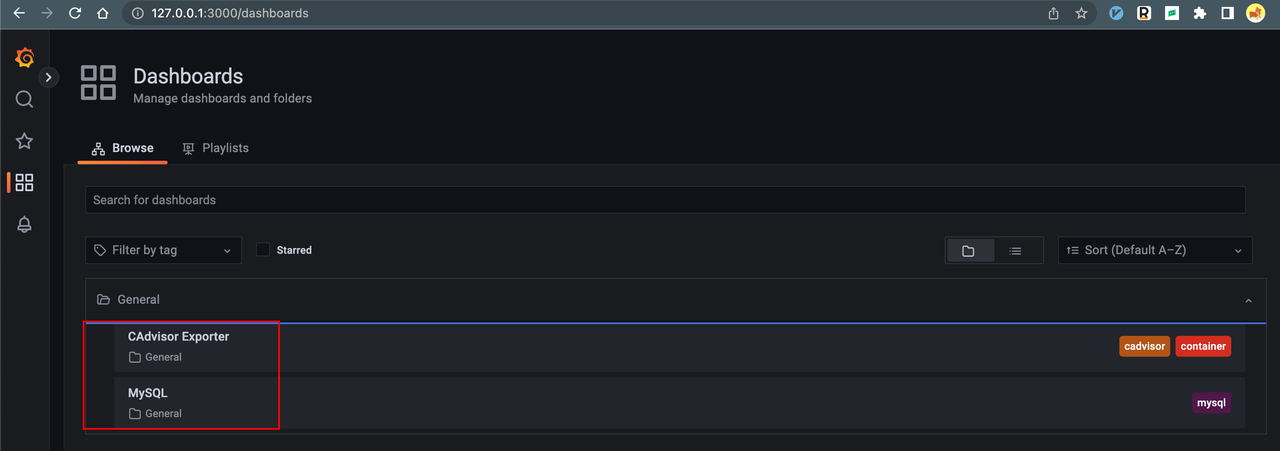 127.0.0.1:3000/dashboards
Dashboards
Manage dashboards and folders
Browse Playlists
Search for dashboards
Filter by tag Starred Sort (Default A–Z)
General
CAdvisor Exporter
General
cadvisor container
MySQL
General
mysql